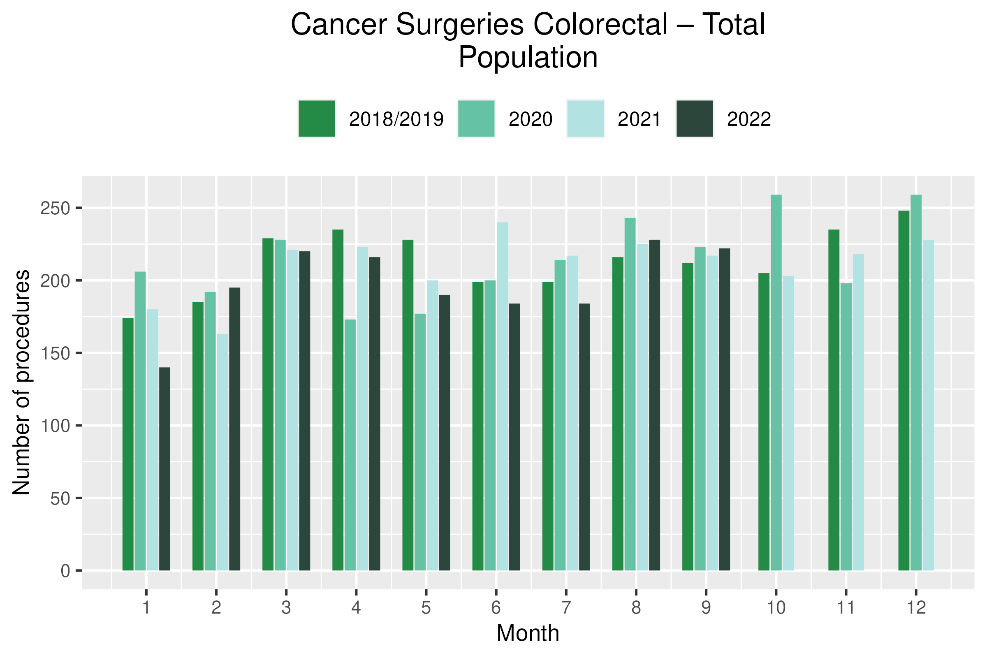 Cancer Surgeries Colorectal – Total
Population
2018/2019 2020 2021 2022
Number of procedures
250
200
150
100
50
0
1 2 3 4 5 6 7 8 9 10 11 12
Month